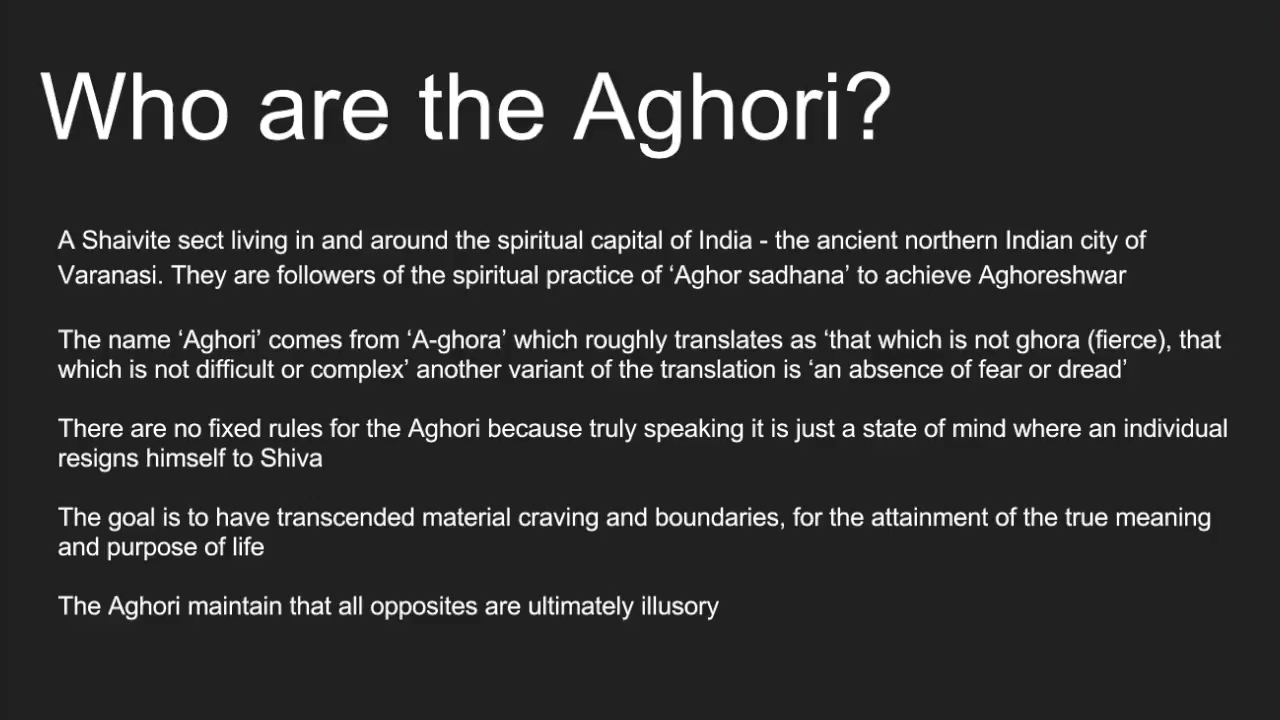 Who are the Aghori?
A Shaivite sect living in and around the spiritual capital of India - the ancient northern Indian city of
Varanasi. They are followers of the spiritual practice of ‘Aghor sadhana’ to achieve Aghoreshwar
The name ‘Aghori’ comes from ‘A-ghora’ which roughly translates as ‘that which is not ghora (fierce), that
which is not difficult or complex’ another variant of the translation is ‘an absence of fear or dread’
There are no fixed rules for the Aghori because truly speaking it is just a state of mind where an individual
resigns himself to Shiva
The goal is to have transcended material craving and boundaries, for the attainment of the true meaning
and purpose of life
The Aghori maintain that all opposites are ultimately illusory